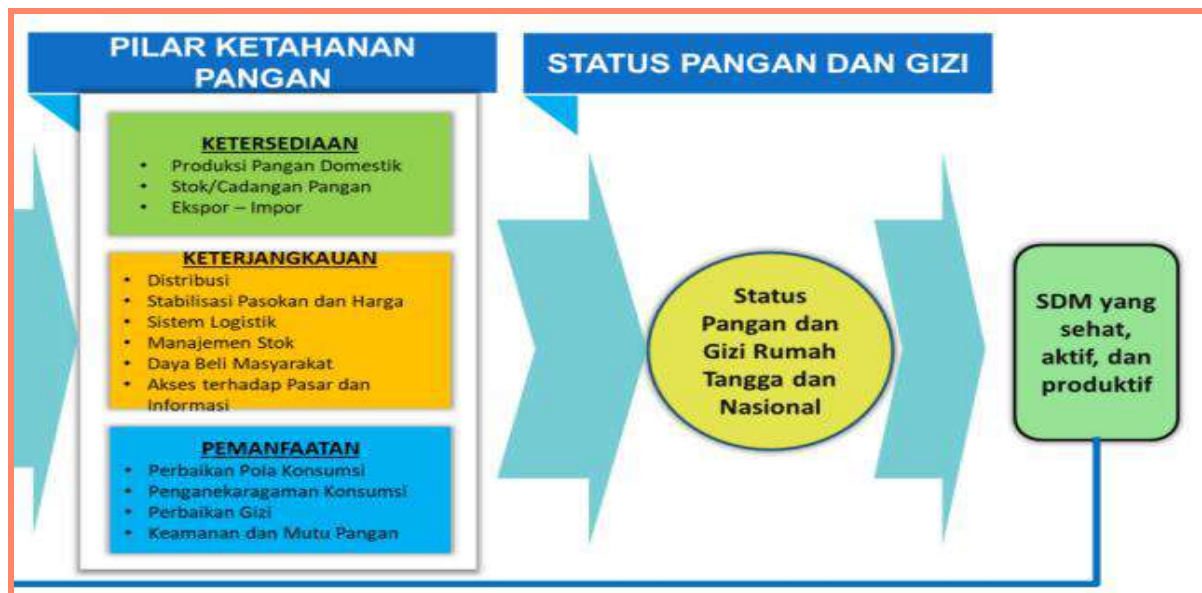 PILAR KETAHANAN
PANGAN
STATUS PANGAN DAN GIZI
KETERSEDIAAN
• Produksi Pangan Domestik
• Stok/Cadangan Pangan
• Ekspor – Impor
KETERJANGKAUAN
• Distribusi
• Stabilisasi Pasokan dan Harga
• Sistem Logistik
• Manajemen Stok
• Daya Beli Masyarakat
• Akses terhadap Pasar dan
Informasi
PEMANFAATAN
• Perbaikan Pola Konsumsi
• Penganekaragaman Konsumsi
• Perbaikan Gizi
• Keamanan dan Mutu Pangan
Status
Pangan dan
Gizi Rumah
Tangga dan
Nasional
SDM yang
sehat,
aktif, dan
produktif